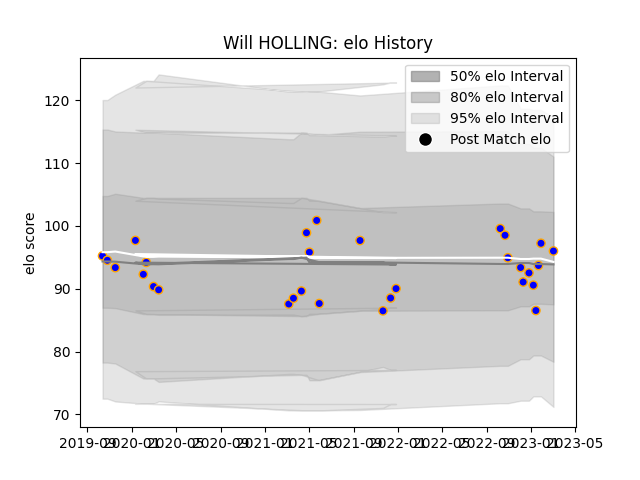 Will HOLLING: elo History
50% elo Interval
80% elo Interval
95% elo Interval
Post Match elo
elo score
120
110
100
90
80
70
2019-09 2020-01 2020-05 2020-09 2021-01 2021-05 2021-09 2022-01 2022-05 2022-09 2023-01 2023-05